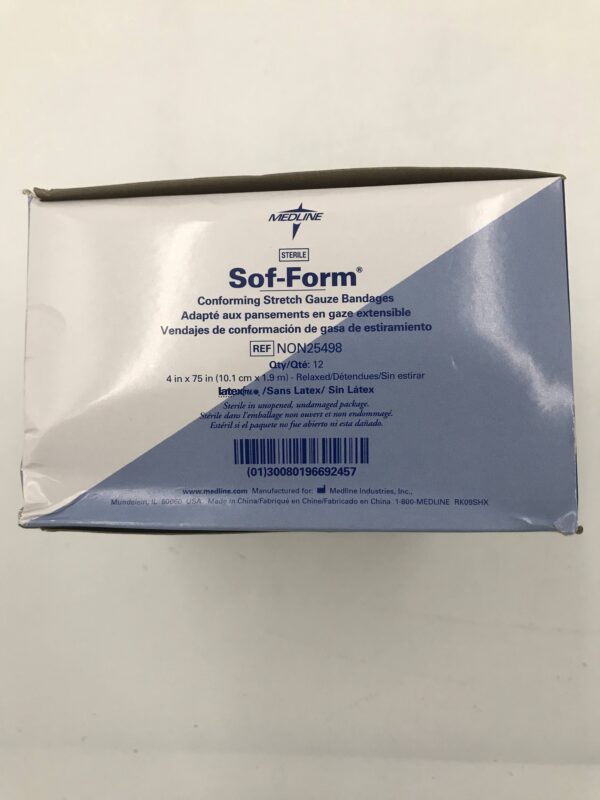 MEDLINE
STERILE
Sof-Form®
Conforming Stretch Gauze Bandages
Adapté aux pansements en gaze extensible
Vendajes de conformación de gasa de estiramiento
REF NON25498
Qty/Qté: 12
4 in x 75 in (10.1 cm x 1.9 m) - Relaxed/Détendues/Sin estirar
latexfree /Sans Latex/ Sin Látex
Sterile in unopened, undamaged package.
Stérile dans l'emballage non ouvert et non endommagé.
Estéril si el paquete no fue abierto ni esta dañado.
(01)30080196692457
www.medline.com Manufactured for: Medline Industries, Inc.,
Mundelein, IL 60060 USA Made in China/Fabriqué en Chine/Fabricado en China 1-800-MEDLINE RK09SHX